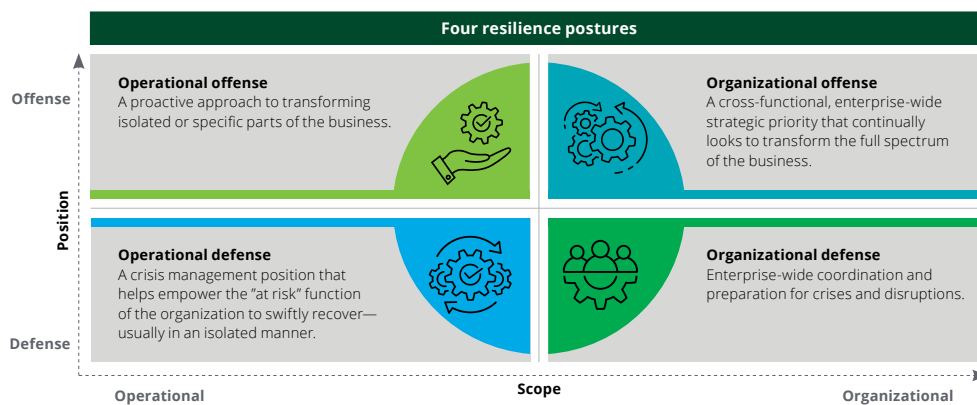 Four resilience postures
Offense
Operational offense
A proactive approach to transforming
isolated or specific parts of the business.
Organizational offense
A cross-functional, enterprise-wide
strategic priority that continually
looks to transform the full spectrum
of the business.
Position
Operational defense
A crisis management position that
helps empower the ”at risk” function
of the organization to swiftly recover—
usually in an isolated manner.
Organizational defense
Enterprise-wide coordination and
preparation for crises and disruptions.
Defense
Operational
Scope
Organizational